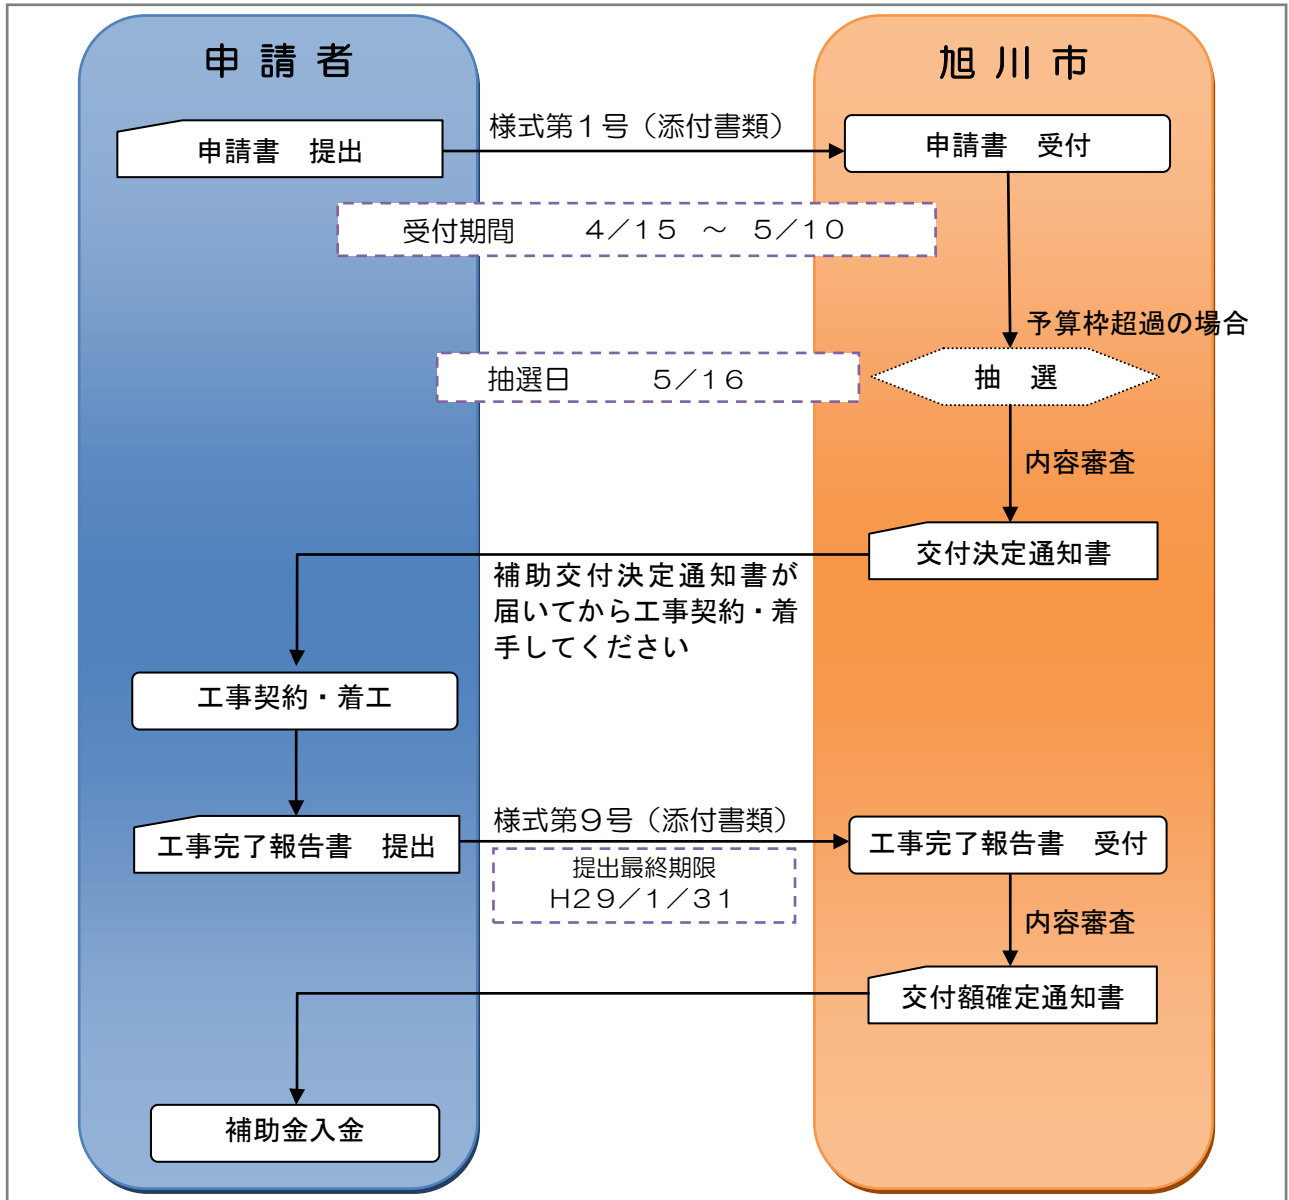 申請者
旭川市
申請書　提出
様式第１号（添付書類）
申請書　受付
受付期間　　４／１５　～　５／１０
予算枠超過の場合
抽選日　　　５／１６
抽　選
内容審査
交付決定通知書
補助交付決定通知書が
届いてから工事契約・着
手してください
工事契約・着工
工事完了報告書　提出
様式第９号（添付書類）
工事完了報告書　受付
提出最終期限
Ｈ２９／１／３１
内容審査
交付額確定通知書
補助金入金